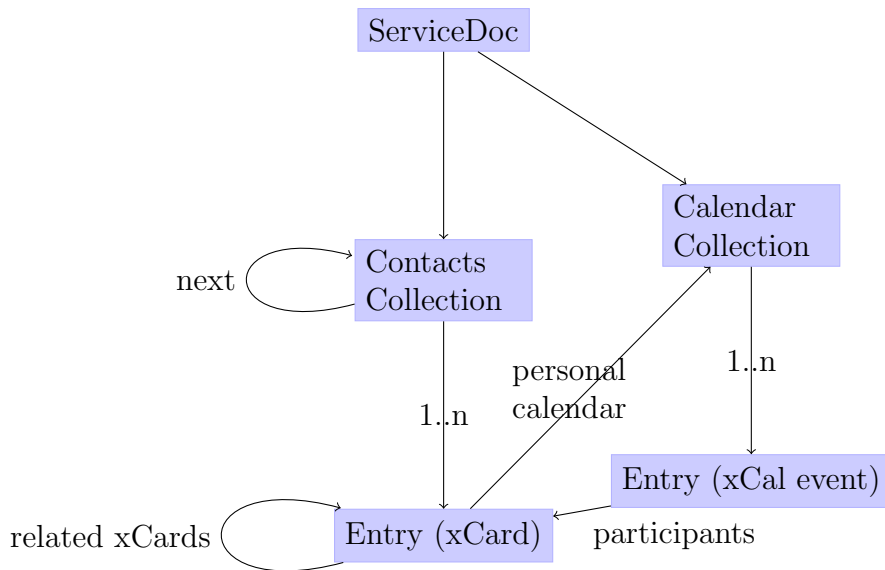 ServiceDoc
Calendar
Collection
Contacts
Collection
next
personal
calendar
1..n
1..n
Entry (xCal event)
Entry (xCard)
related xCards
participants